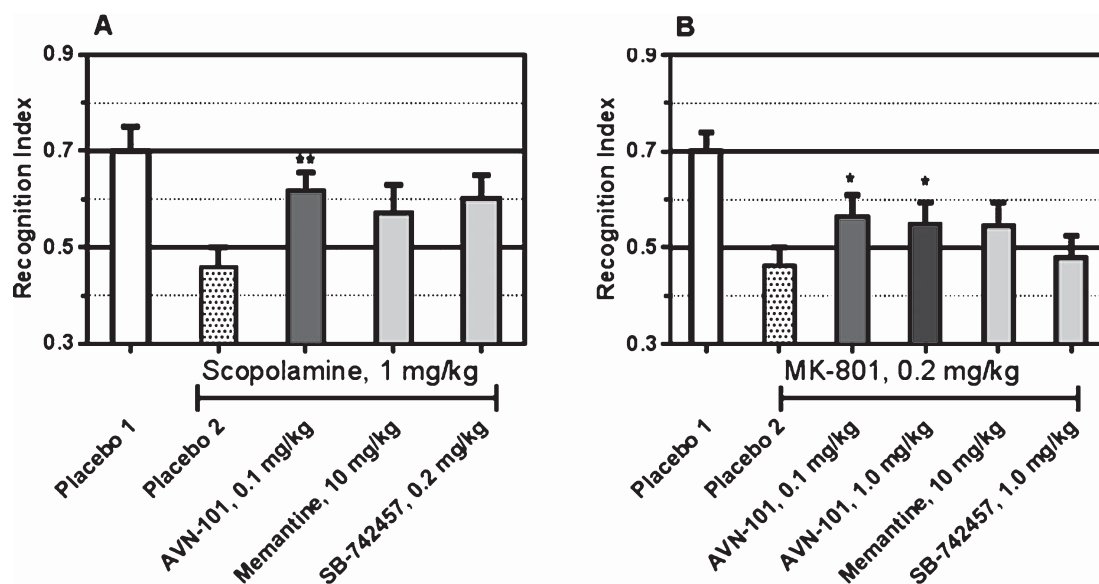 A
Recognition Index
0.9
0.7
0.5
0.3
**
Scopolamine, 1 mg/kg
Placebo 1
Placebo 2
AVN-101, 0.1 mg/kg
Memantine, 10 mg/kg
SB-742457, 0.2 mg/kg
B
Recognition Index
0.9
0.7
0.5
0.3
*
*
MK-801, 0.2 mg/kg
Placebo 1
Placebo 2
AVN-101, 0.1 mg/kg
AVN-101, 1.0 mg/kg
Memantine, 10 mg/kg
SB-742457, 1.0 mg/kg